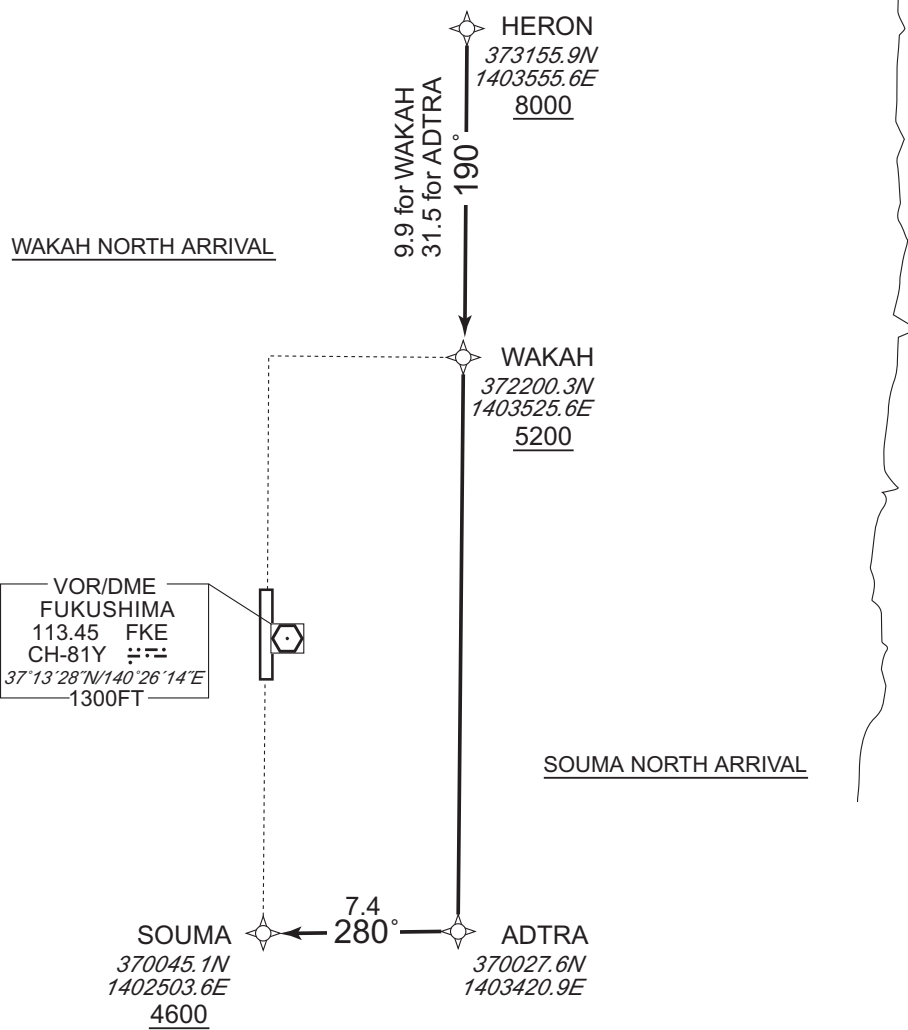 HERON
373155.9N
1403555.6E
8000
9.9 for WAKAH
31.5 for ADTRA
190°
WAKAH NORTH ARRIVAL
WAKAH
372200.3N
1403525.6E
5200
VOR/DME
FUKUSHIMA
113.45 FKE
CH-81Y
37°13´28˝N/140°26´14˝E
1300FT
SOUMA NORTH ARRIVAL
7.4
280°
SOUMA
370045.1N
1402503.6E
4600
ADTRA
370027.6N
1403420.9E